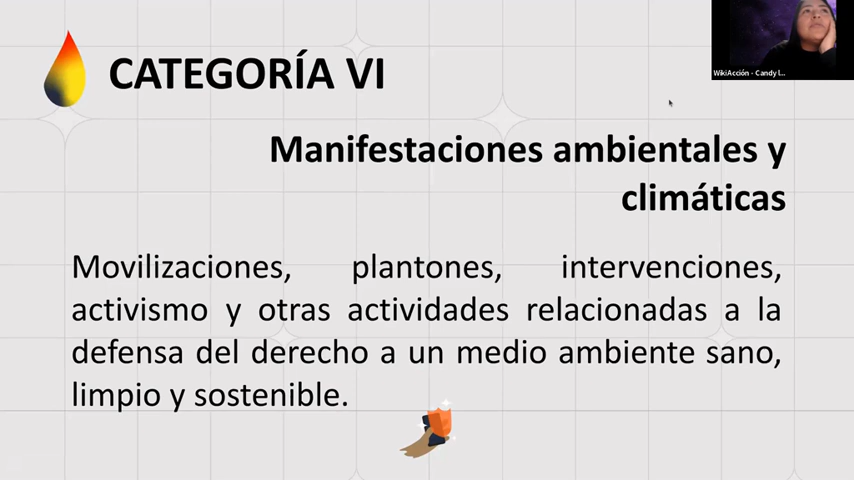 WikiAcción - Candy l...
CATEGORÍA VI
Manifestaciones ambientales y
climáticas
Movilizaciones, plantones, intervenciones,
activismo y otras actividades relacionadas a la
defensa del derecho a un medio ambiente sano,
limpio y sostenible.